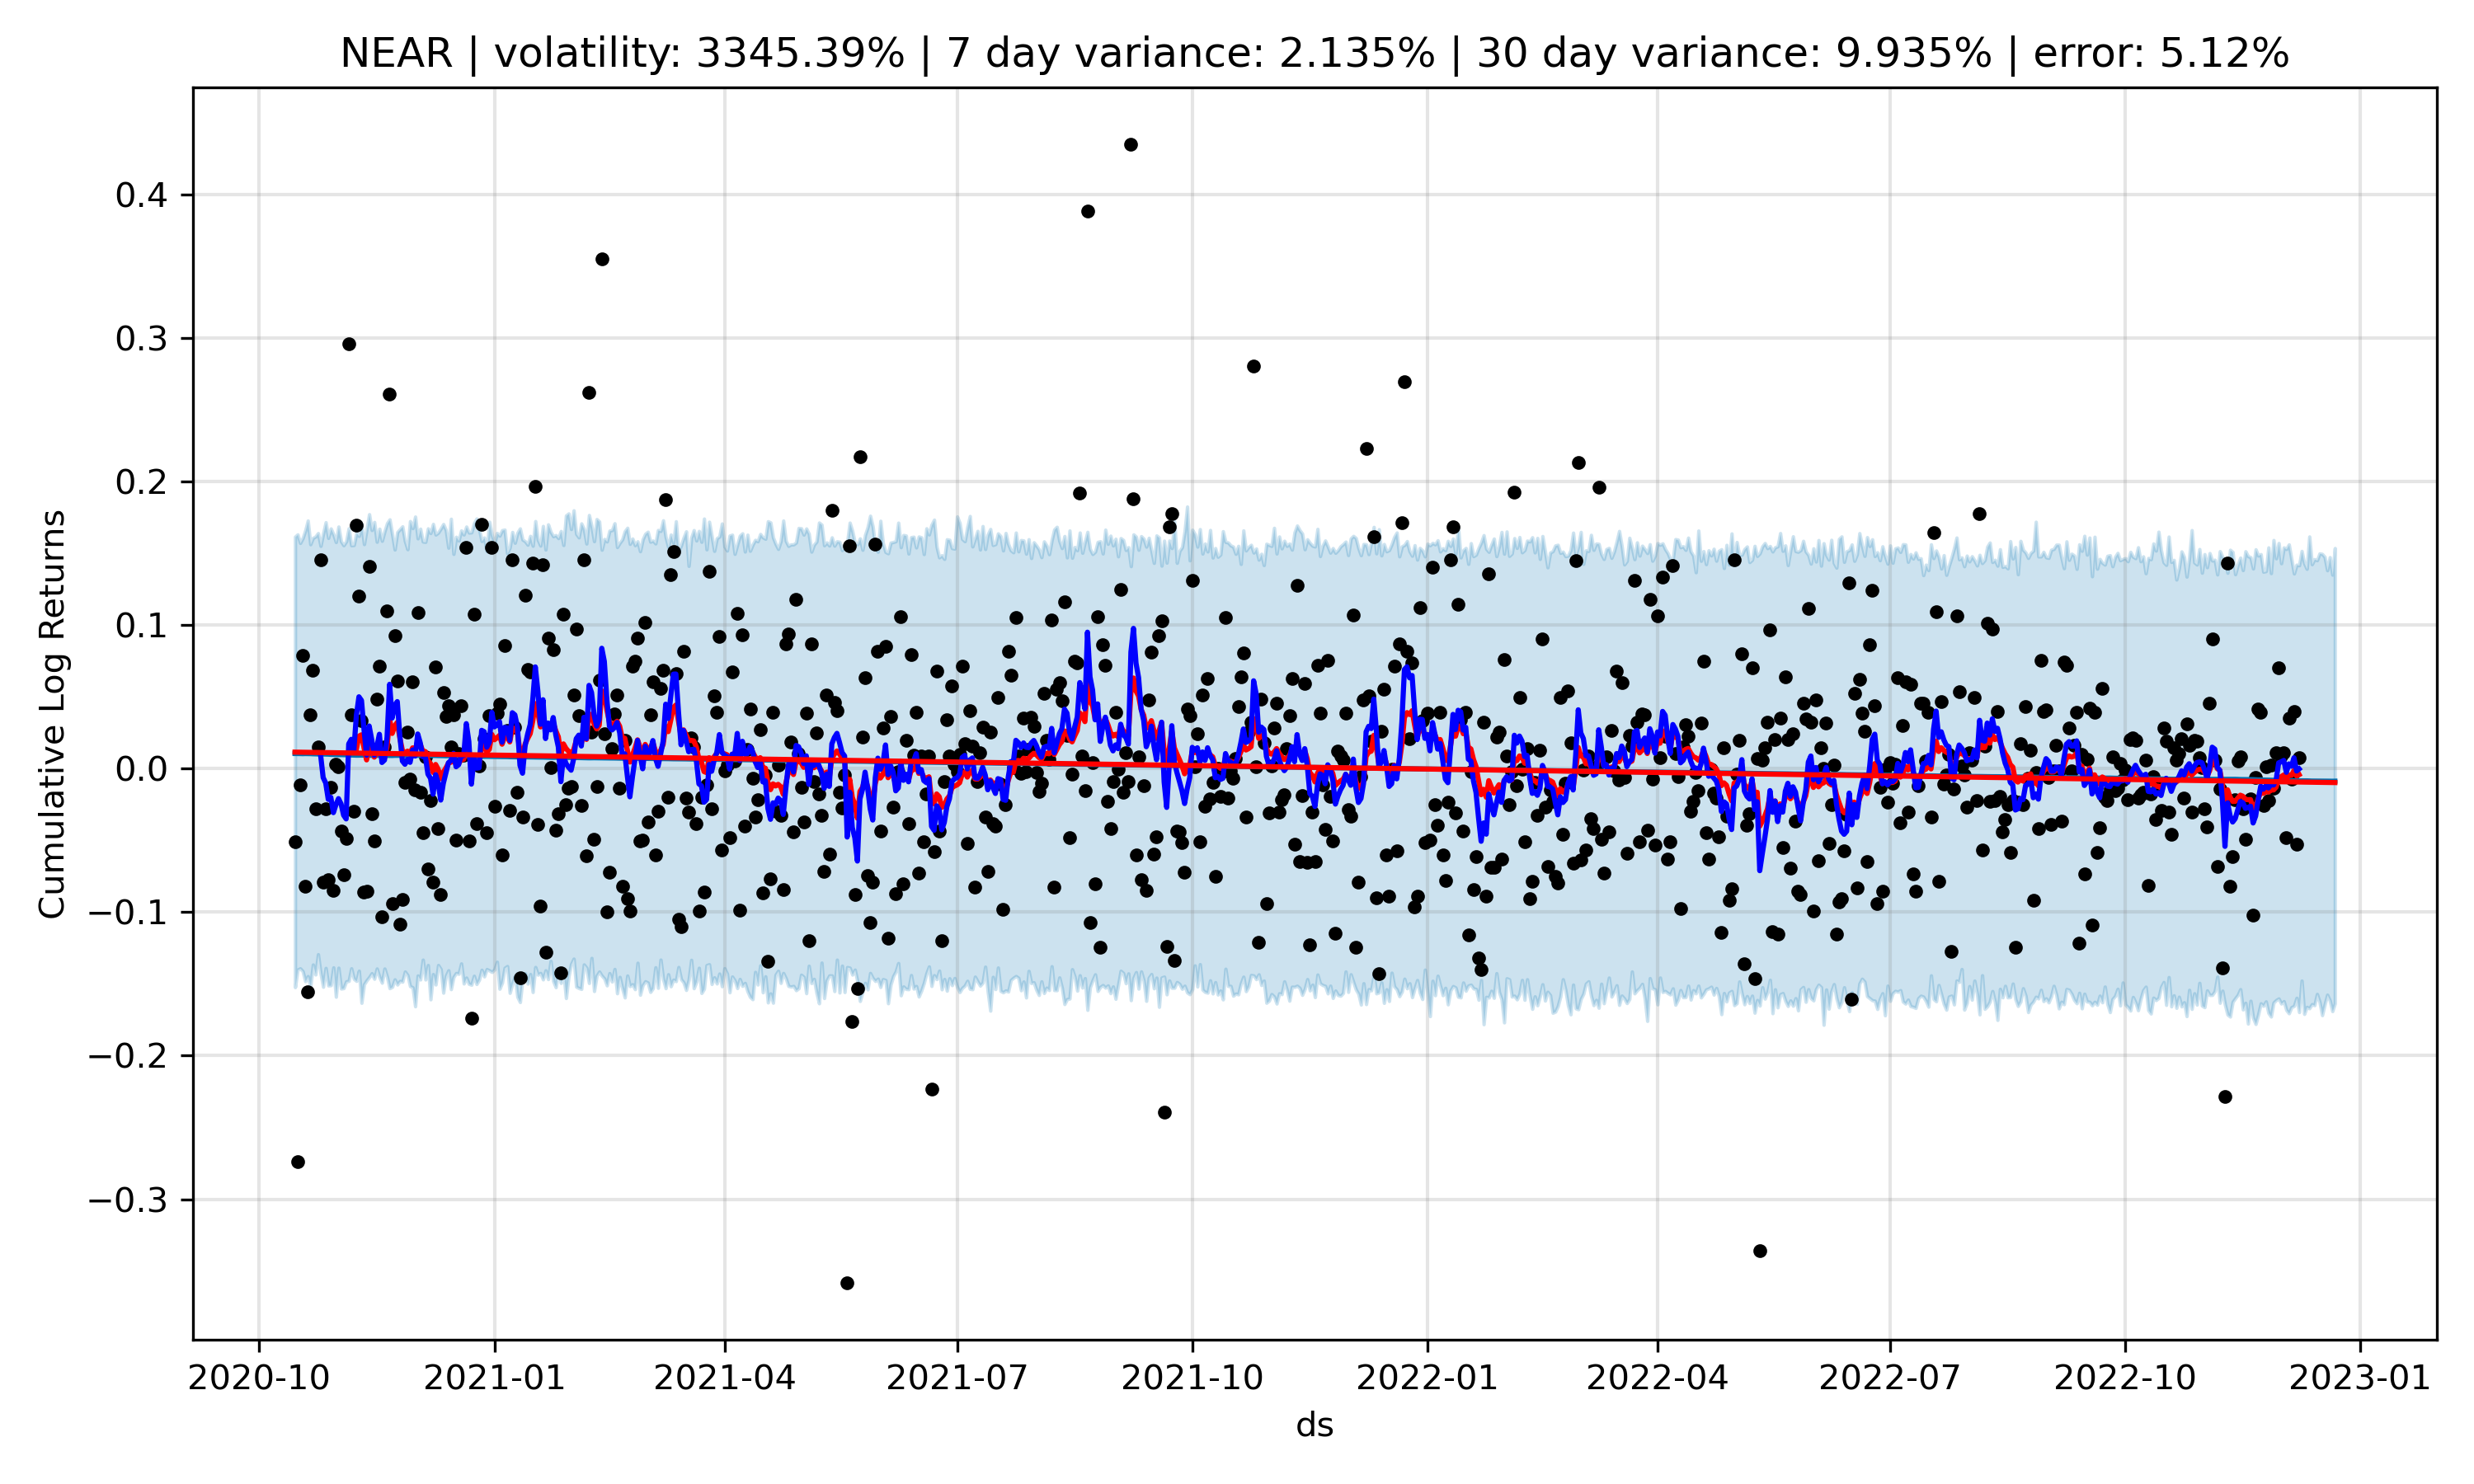 NEAR | volatility: 3345.39% | 7 day variance: 2.135% | 30 day variance: 9.935% | error: 5.12%
Cumulative Log Returns
0.4
0.3
0.2
0.1
0.0
−0.1
−0.2
−0.3
2020-10 2021-01 2021-04 2021-07 2021-10 2022-01 2022-04 2022-07 2022-10 2023-01
ds